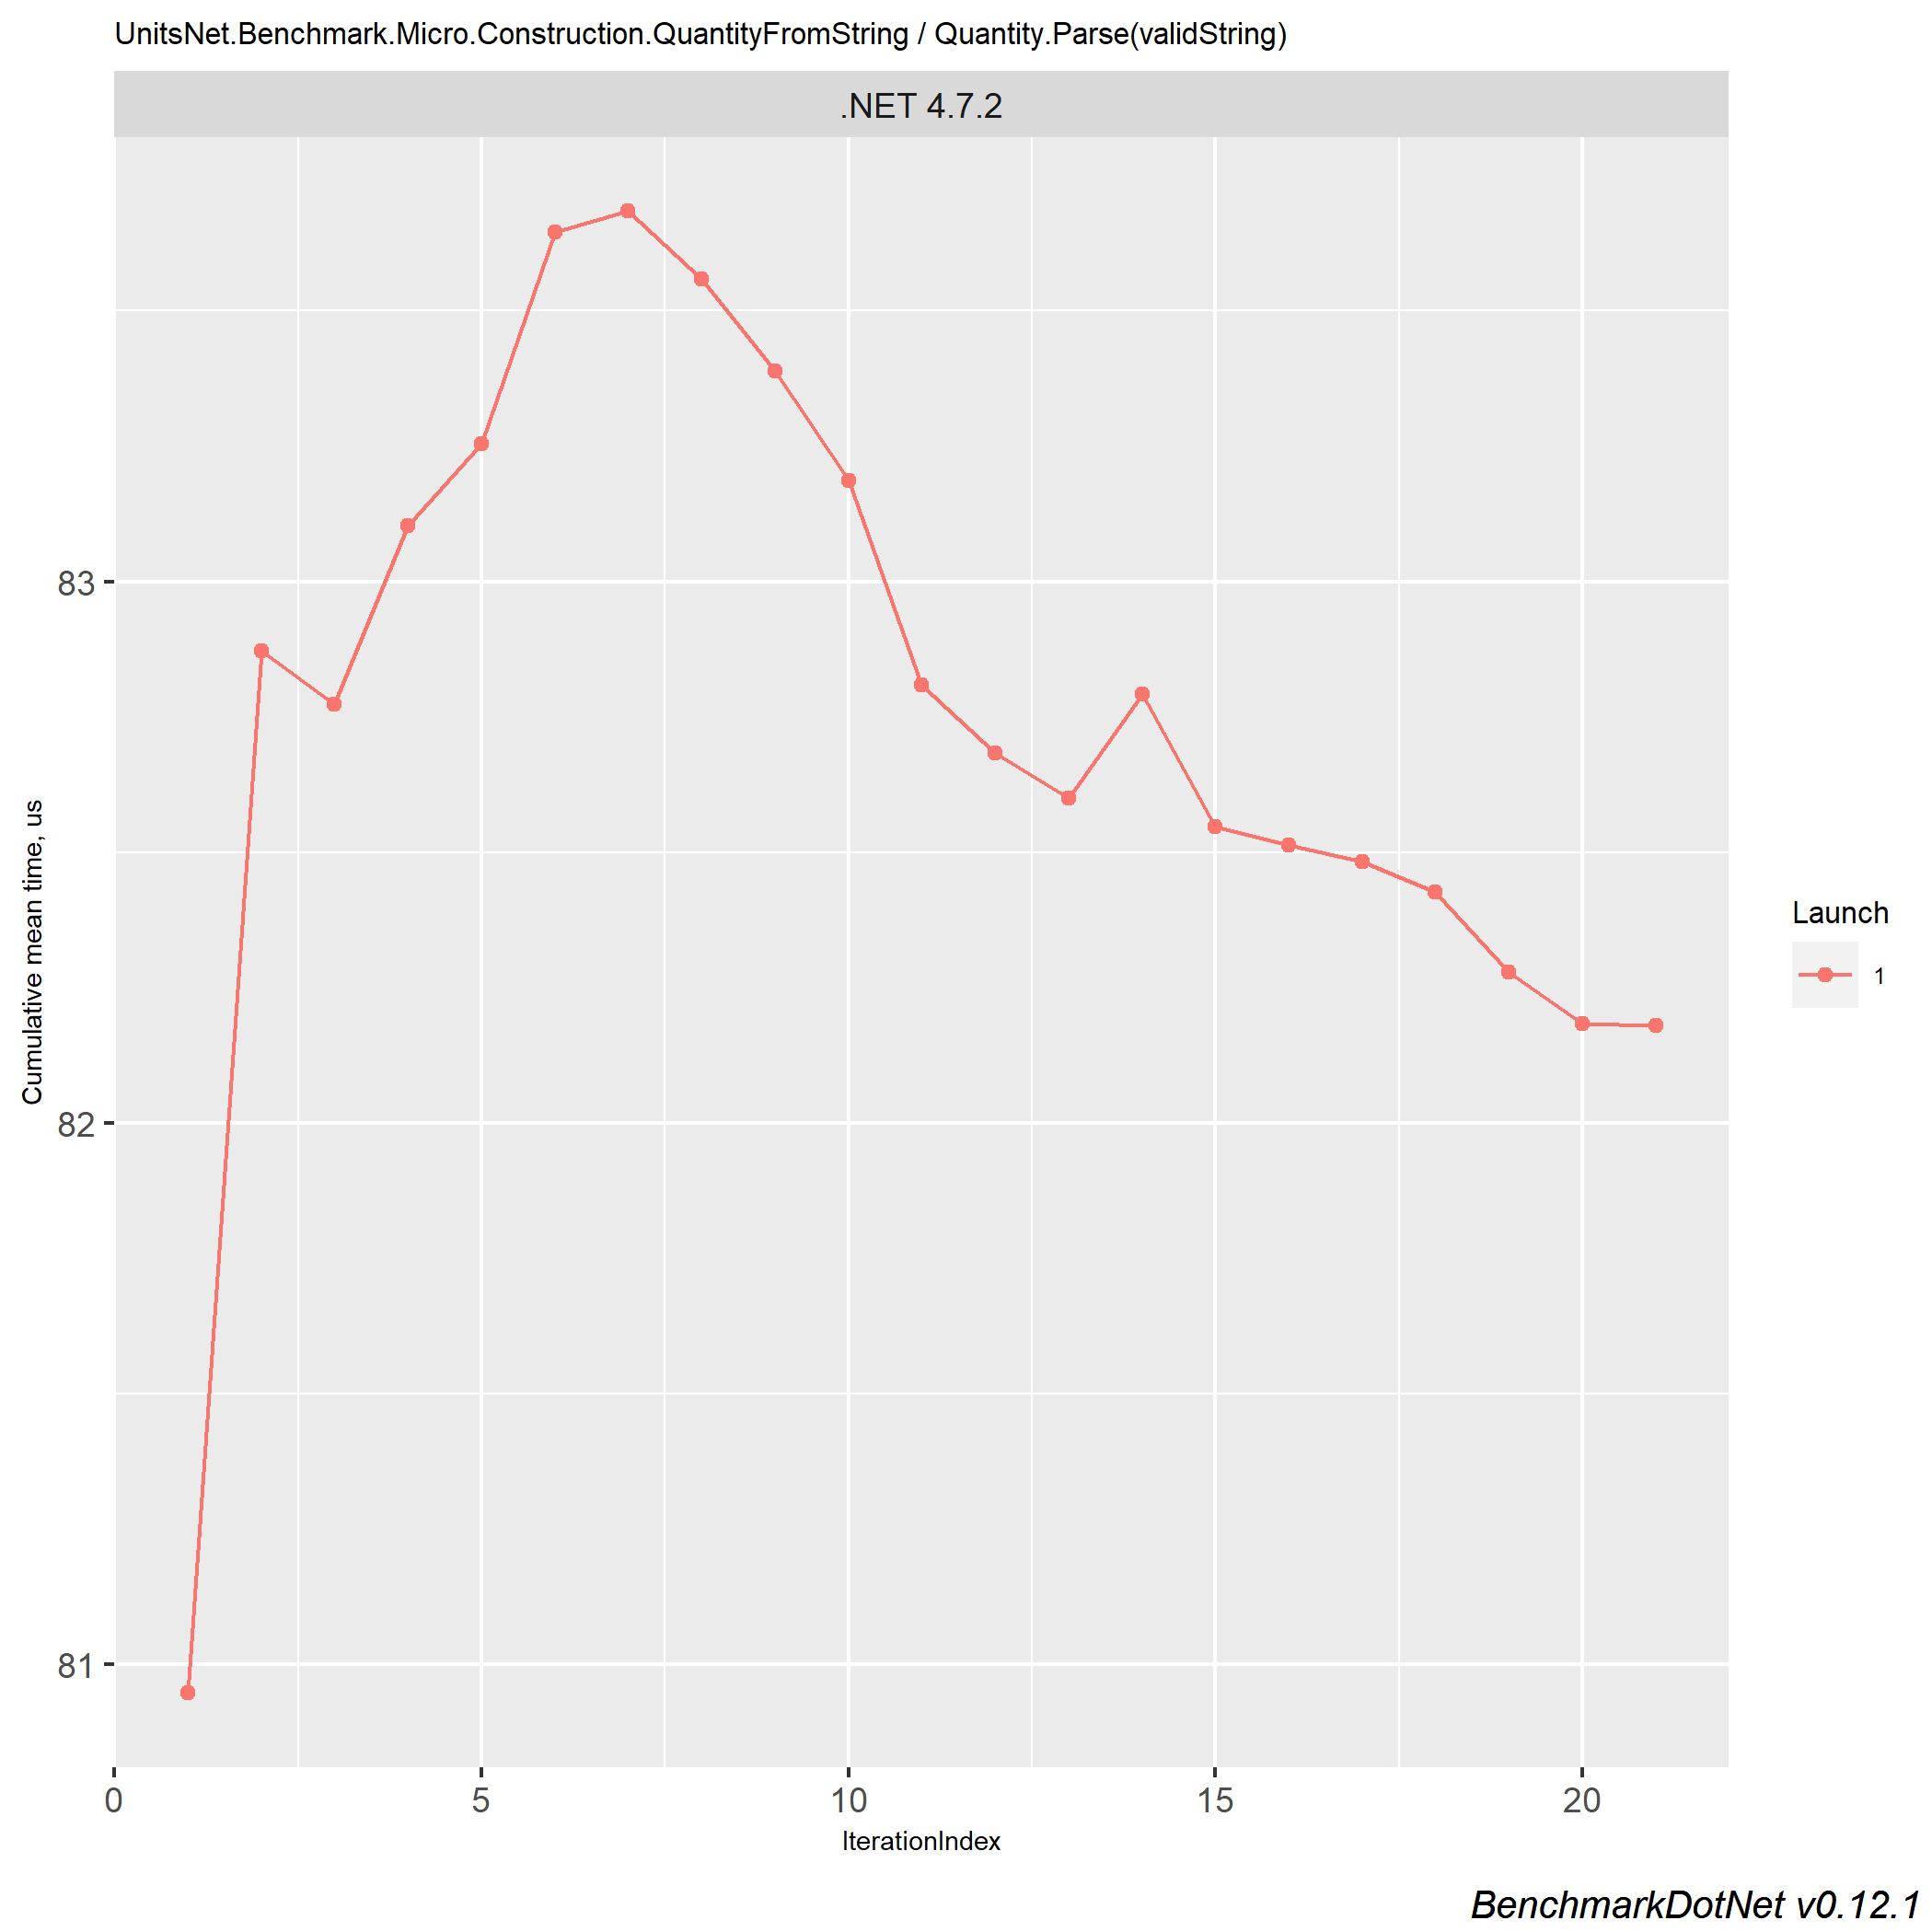 UnitsNet.Benchmark.Micro.Construction.QuantityFromString / Quantity.Parse(validString)
.NET 4.7.2
83
82
81
Cumulative mean time, us
0 5 10 15 20
IterationIndex
Launch
1
BenchmarkDotNet v0.12.1